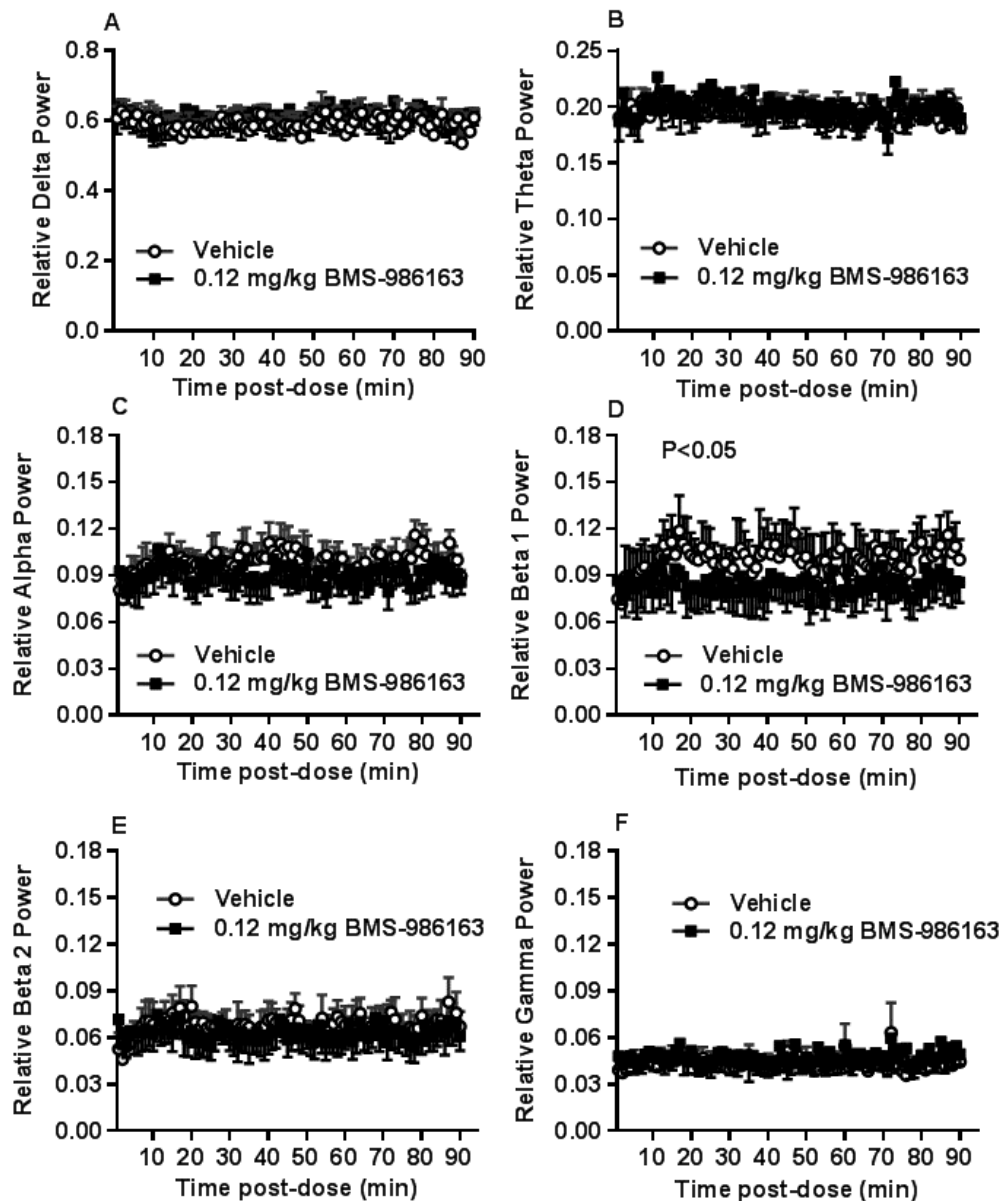 A
Relative Delta Power
0.8
0.6
0.4
0.2
0.0
Vehicle
0.12 mg/kg BMS-986163
10 20 30 40 50 60 70 80 90
Time post-dose (min)
B
Relative Theta Power
0.25
0.20
0.15
0.10
0.05
0.00
Vehicle
0.12 mg/kg BMS-986163
10 20 30 40 50 60 70 80 90
Time post-dose (min)
C
Relative Alpha Power
0.18
0.15
0.12
0.09
0.06
0.03
0.00
Vehicle
0.12 mg/kg BMS-986163
10 20 30 40 50 60 70 80 90
Time post-dose (min)
D
Relative Beta 1 Power
0.18
0.15
0.12
0.09
0.06
0.03
0.00
P<0.05
Vehicle
0.12 mg/kg BMS-986163
10 20 30 40 50 60 70 80 90
Time post-dose (min)
E
Relative Beta 2 Power
0.18
0.15
0.12
0.09
0.06
0.03
0.00
Vehicle
0.12 mg/kg BMS-986163
10 20 30 40 50 60 70 80 90
Time post-dose (min)
F
Relative Gamma Power
0.18
0.15
0.12
0.09
0.06
0.03
0.00
Vehicle
0.12 mg/kg BMS-986163
10 20 30 40 50 60 70 80 90
Time post-dose (min)